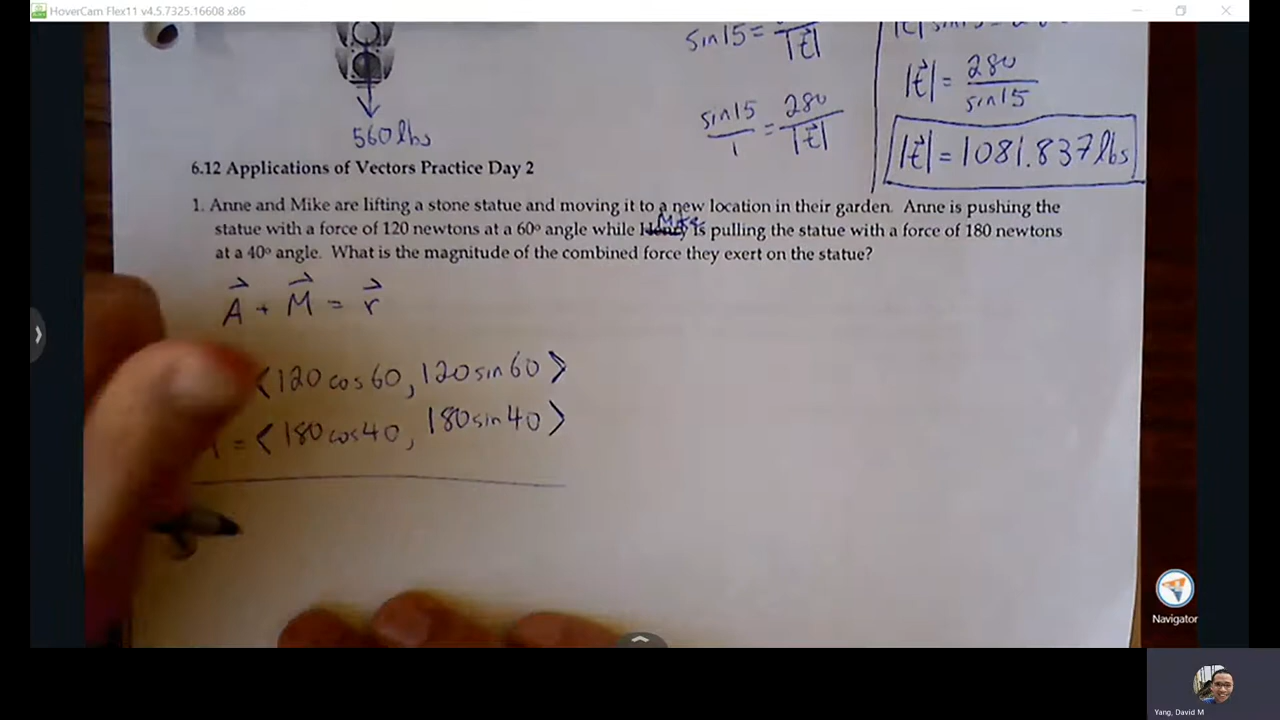 HoverCam Flex11 v4.5.7325.16608 x86
sin15 = |t⃗|
|t⃗| = 280 / sin15
sin15 / 1 = 280 / |t⃗|
|t⃗| = 1081.837 lbs
560 lbs
6.12 Applications of Vectors Practice Day 2
1. Anne and Mike are lifting a stone statue and moving it to a new location in their garden. Anne is pushing the
statue with a force of 120 newtons at a 60° angle while Mike is pulling the statue with a force of 180 newtons
at a 40° angle. What is the magnitude of the combined force they exert on the statue?
A⃗ + M⃗ = r⃗
<120 cos 60, 120 sin 60>
= <180 cos 40, 180 sin 40>
Navigator
Yang, David M